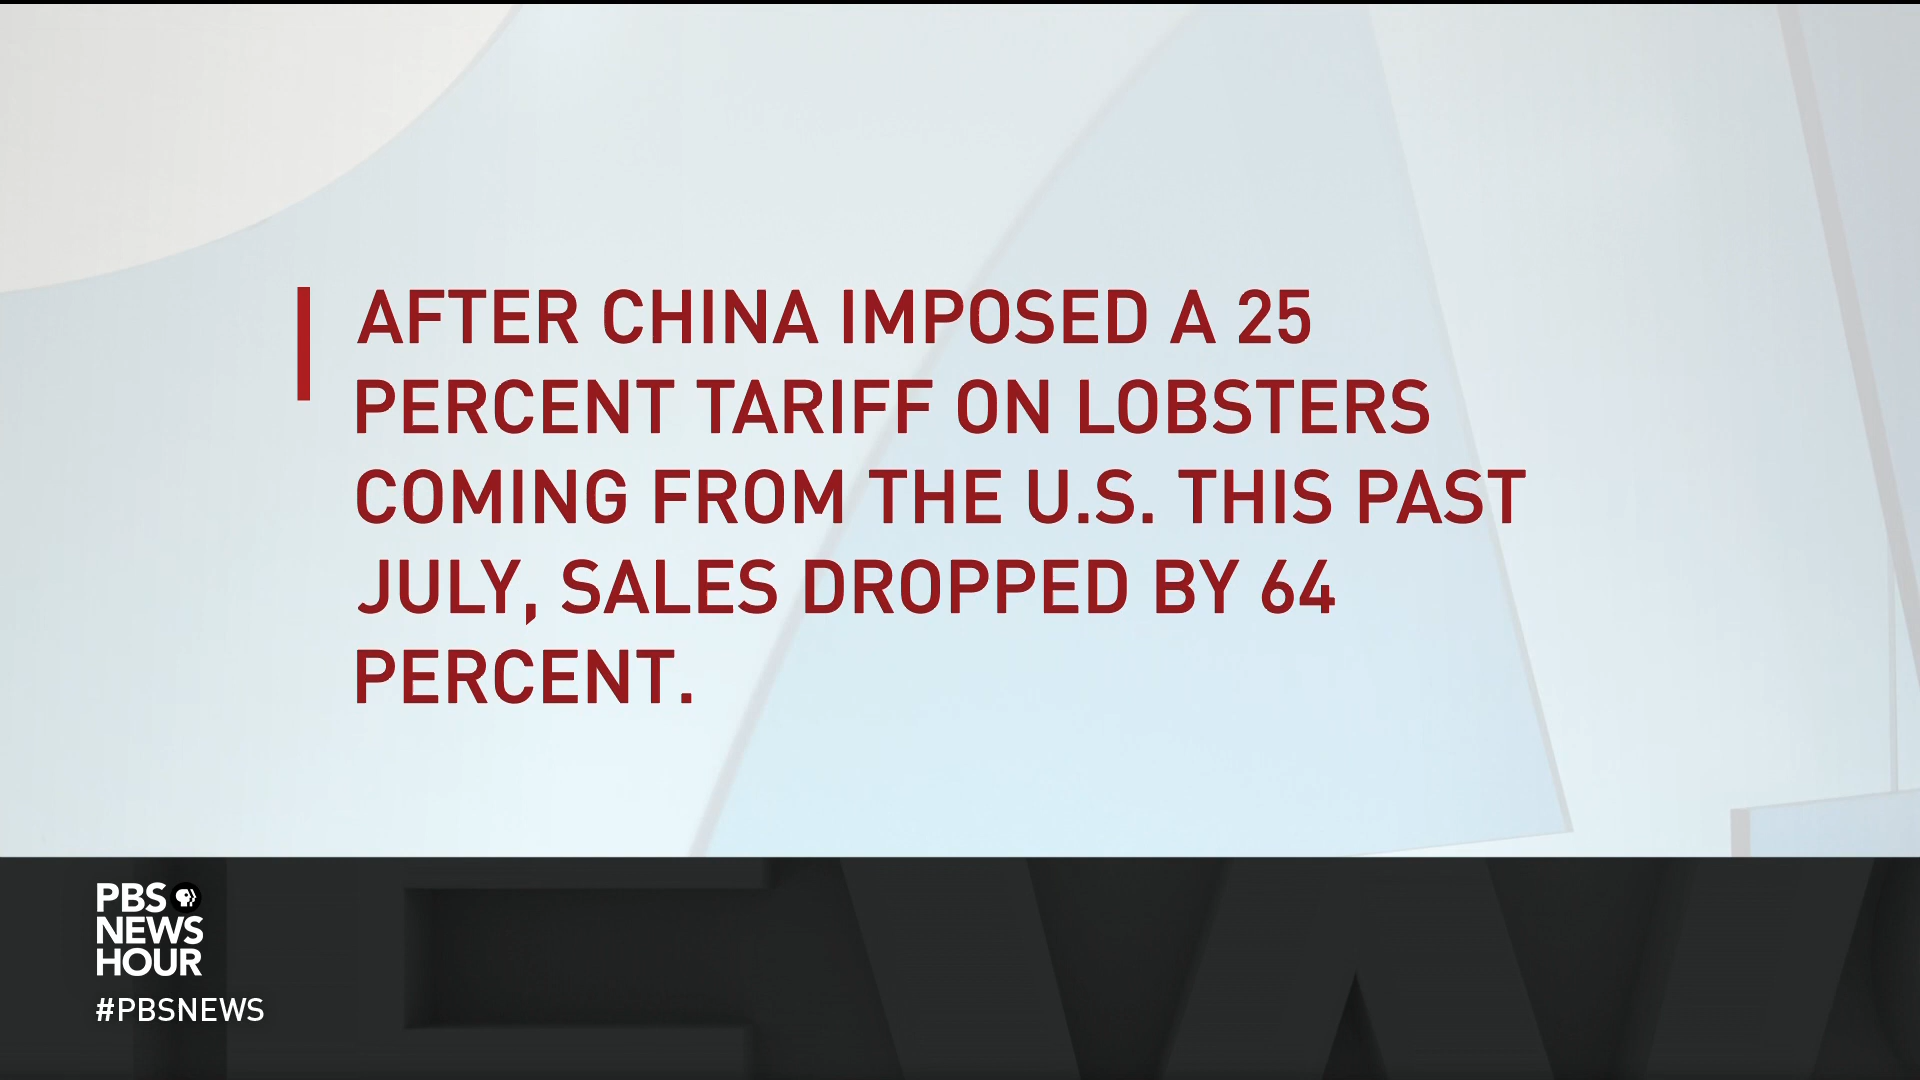 AFTER CHINA IMPOSED A 25
PERCENT TARIFF ON LOBSTERS
COMING FROM THE U.S. THIS PAST
JULY, SALES DROPPED BY 64
PERCENT.
PBS
NEWS
HOUR
#PBSNEWS